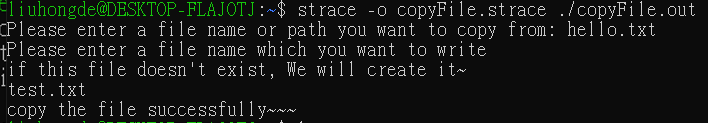 liuhongde@DESKTOP-FLAJOTJ:~$ strace -o copyFile.strace ./copyFile.out
Please enter a file name or path you want to copy from: hello.txt
Please enter a file name which you want to write
if this file doesn't exist, We will create it~
test.txt
copy the file successfully~~~